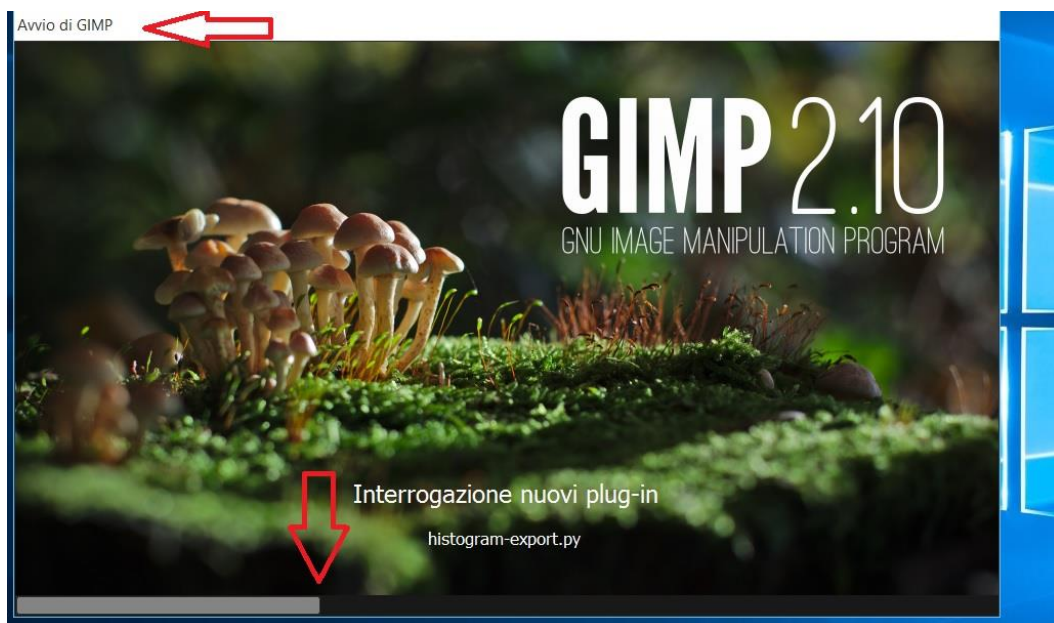 Avvio di GIMP
GIMP 2.10
GNU IMAGE MANIPULATION PROGRAM
Interrogazione nuovi plug-in
histogram-export.py